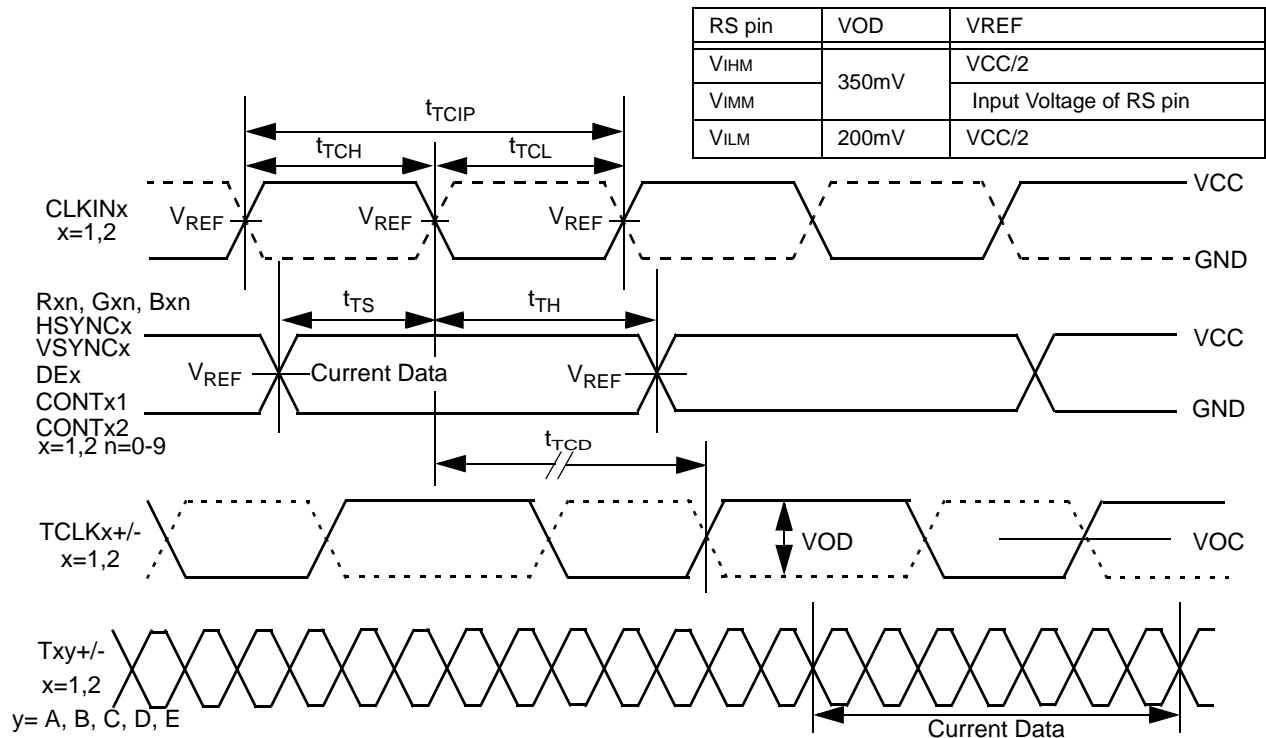 RS pin VOD VREF
VIHM 350mV VCC/2
VIMM Input Voltage of RS pin
VILM 200mV VCC/2
tTCIP
tTCH tTCL
CLKINx
x=1,2
VREF VREF VREF
VCC
GND
Rxn, Gxn, Bxn
HSYNCx
VSYNCx
DEx
CONTx1
CONTx2
x=1,2 n=0-9
tTS tTH
VREF Current Data VREF
VCC
GND
tTCD
TCLKx+/-
x=1,2
VOD
VOC
Txy+/-
x=1,2
y= A, B, C, D, E
Current Data